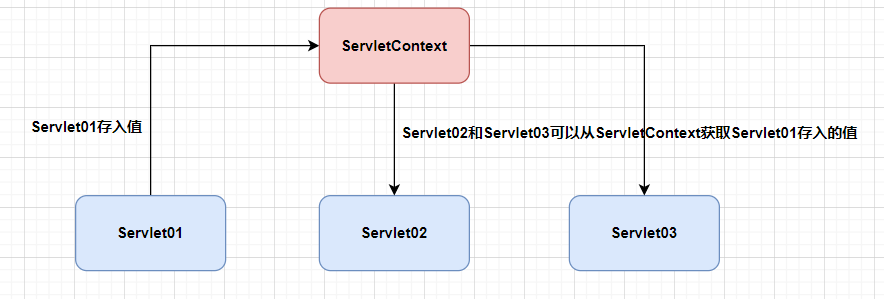 ServletContext
Servlet01存入值
Servlet02和Servlet03可以从ServletContext获取Servlet01存入的值
Servlet01
Servlet02
Servlet03